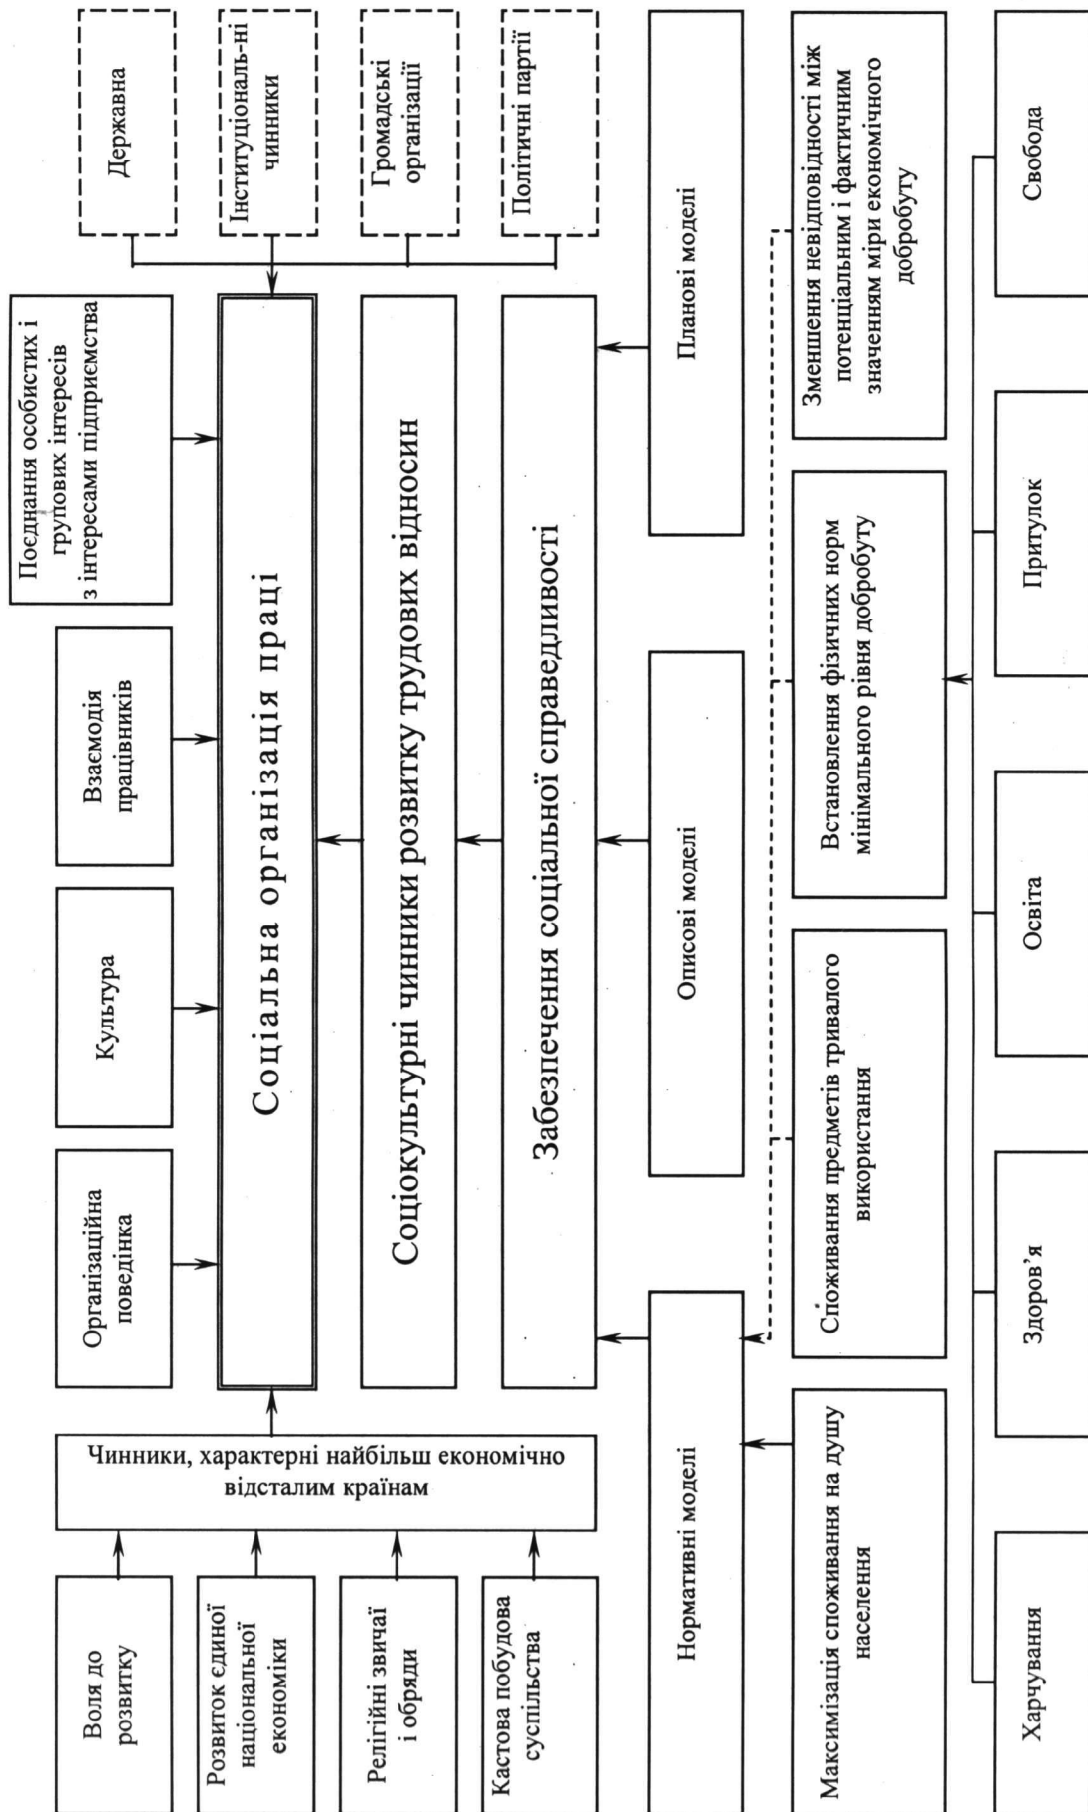 Поєднання особистих і
групових інтересів
з інтересами підприємства
Організаційна
поведінка
Культура
Взаємодія
працівників
Державна
Воля до
розвитку
Чинники, характерні найбільш економічно
відсталим країнам
Соціальна організація праці
Інституціональ-ні
чинники
Розвиток єдиної
національної
економіки
Соціокультурні чинники розвитку трудових відносин
Громадські
організації
Релігійні звичаї
і обряди
Забезпечення соціальної справедливості
Політичні партії
Кастова побудова
суспільства
Нормативні моделі
Описові моделі
Планові моделі
Максимізація споживання на душу
населення
Споживання предметів тривалого
використання
Встановлення фізичних норм
мінімального рівня добробуту
Зменшення невідповідності між
потенціальним і фактичним
значенням міри економічного
добробуту
Харчування
Здоров’я
Освіта
Притулок
Свобода